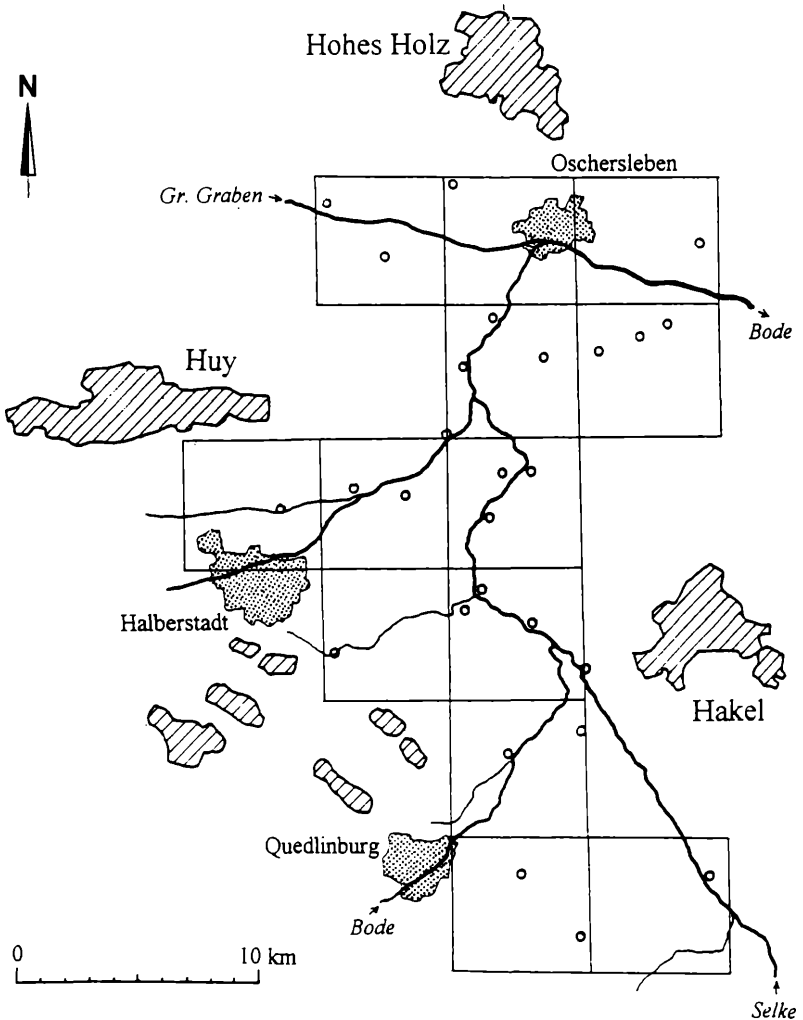 Hohes Holz
N
Oschersleben
Gr. Graben
Bode
Huy
Halberstadt
Hakel
Quedlinburg
Bode
0 10 km
Selke